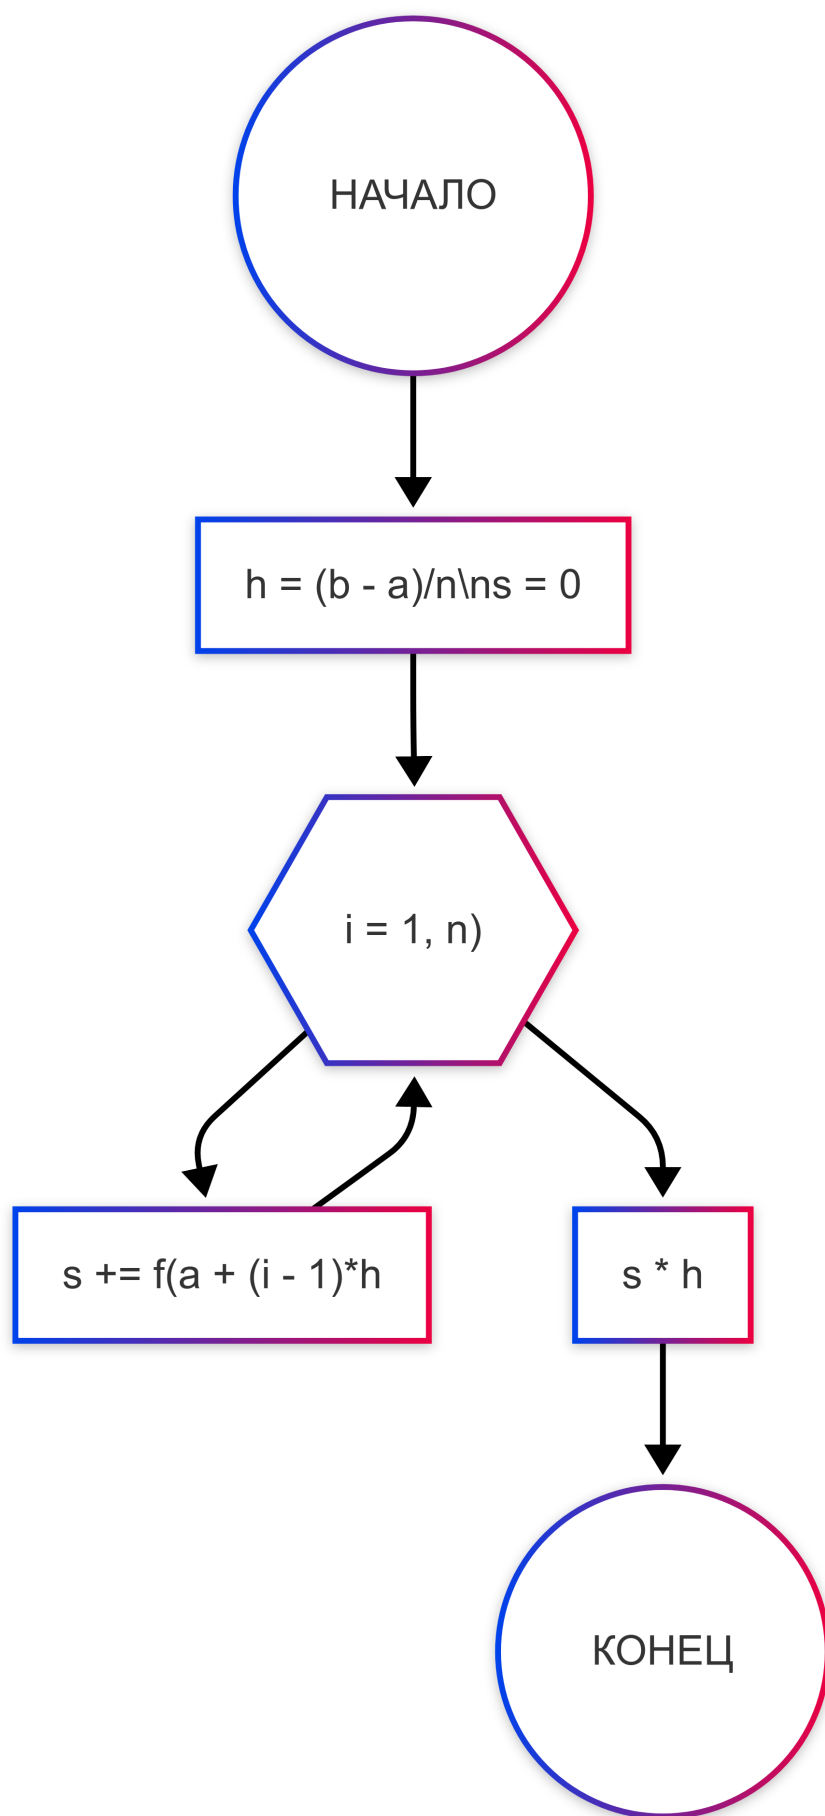 НАЧАЛО
h = (b - a)/n\ns = 0
i = 1, n)
s += f(a + (i - 1)*h
s * h
КОНЕЦ